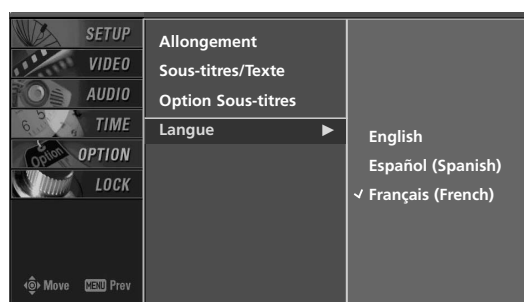 SETUP
VIDEO
AUDIO
TIME
OPTION
LOCK
Move MENU Prev
Allongement
Sous-titres/Texte
Option Sous-titres
Langue
English
Español (Spanish)
Français (French)